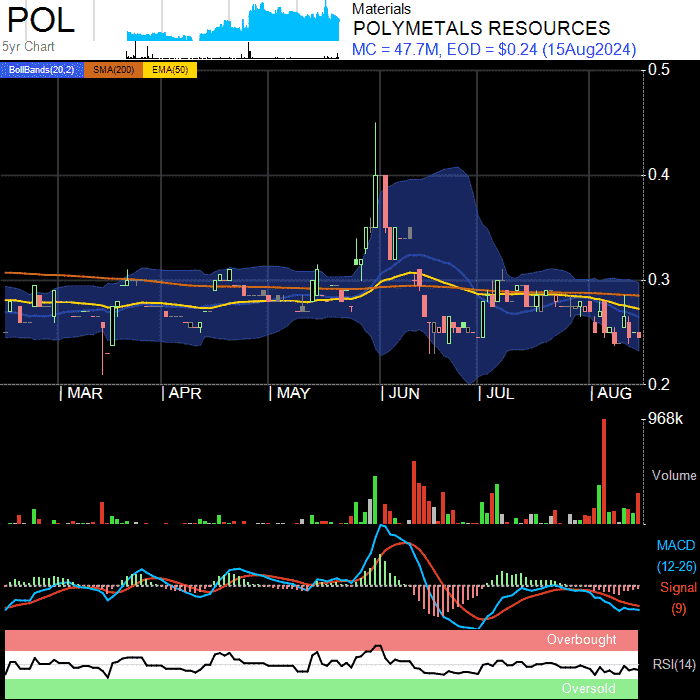 POL
5yr Chart
Materials
POLYMETALS RESOURCES
MC = 47.7M, EOD = $0.24 (15Aug2024)
BollBands(20,2) SMA(200) EMA(50)
0.5
0.4
0.3
0.2
MAR APR MAY JUN JUL AUG
968k
Volume
MACD
(12-26)
Signal
(9)
Overbought
RSI(14)
Oversold